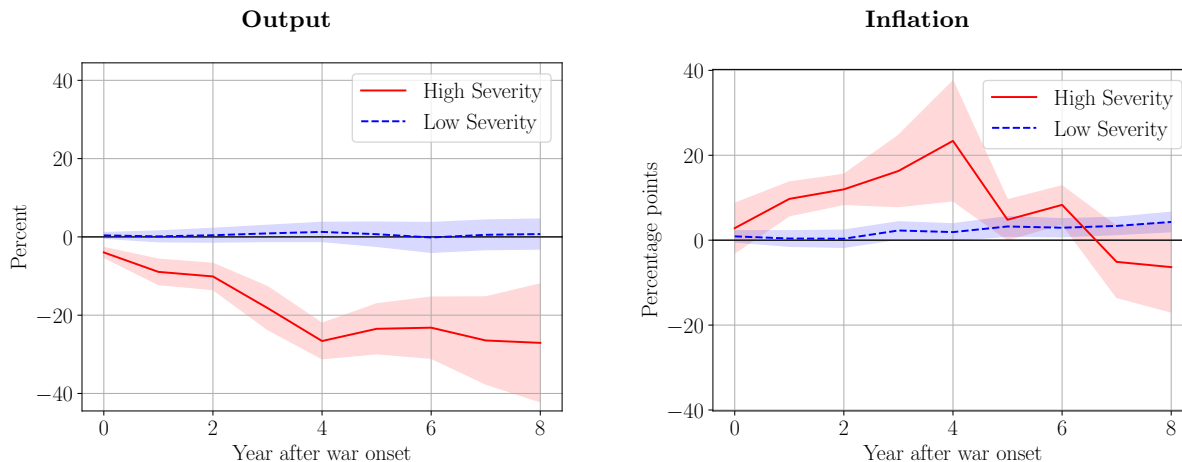 Output
Percent
40
20
0
−20
−40
High Severity
Low Severity
0 2 4 6 8
Year after war onset
Inflation
Percentage points
40
20
0
−20
−40
High Severity
Low Severity
0 2 4 6 8
Year after war onset